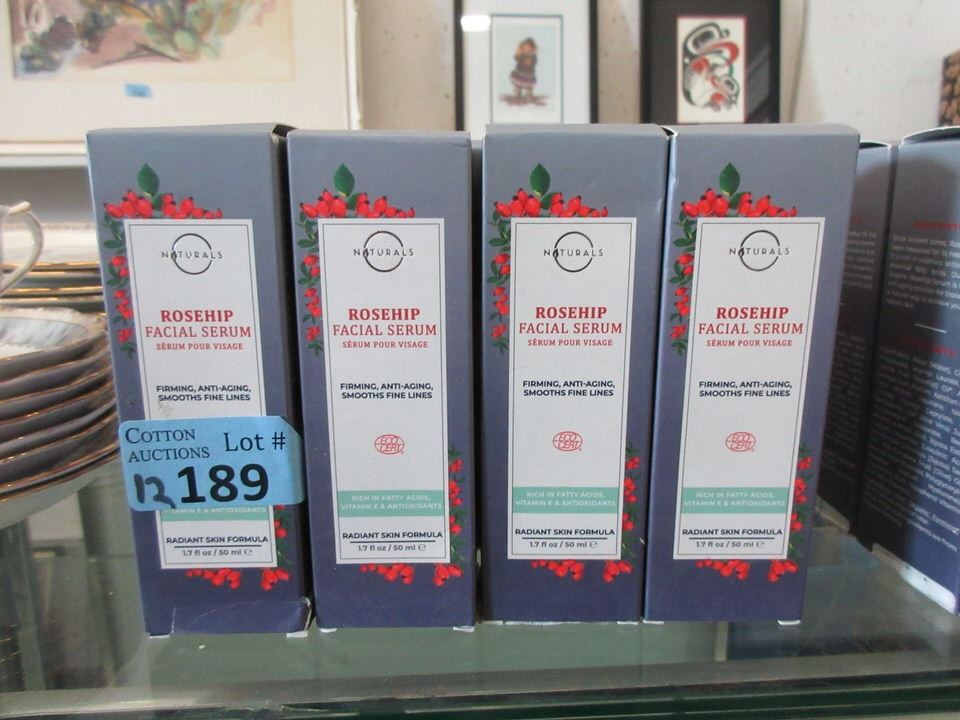 NATURALS
ROSEHIP
FACIAL SERUM
SÉRUM POUR VISAGE
FIRMING, ANTI-AGING,
SMOOTHS FINE LINES
COTTON
AUCTIONS
Lot #
12 189
VITAMIN E & ANTIOXIDANTS
RADIANT SKIN FORMULA
1.7 fl oz / 50 ml ℮
NATURALS
ROSEHIP
FACIAL SERUM
SÉRUM POUR VISAGE
FIRMING, ANTI-AGING,
SMOOTHS FINE LINES
ECO
CERT
RICH IN FATTY ACIDS,
VITAMIN E & ANTIOXIDANTS
RADIANT SKIN FORMULA
1.7 fl oz / 50 ml ℮
NATURALS
ROSEHIP
FACIAL SERUM
SÉRUM POUR VISAGE
FIRMING, ANTI-AGING,
SMOOTHS FINE LINES
ECO
CERT
RICH IN FATTY ACIDS,
VITAMIN E & ANTIOXIDANTS
RADIANT SKIN FORMULA
1.7 fl oz / 50 ml ℮
NATURALS
ROSEHIP
FACIAL SERUM
SÉRUM POUR VISAGE
FIRMING, ANTI-AGING,
SMOOTHS FINE LINES
ECO
CERT
RICH IN FATTY ACIDS,
VITAMIN E & ANTIOXIDANTS
RADIANT SKIN FORMULA
1.7 fl oz / 50 ml ℮